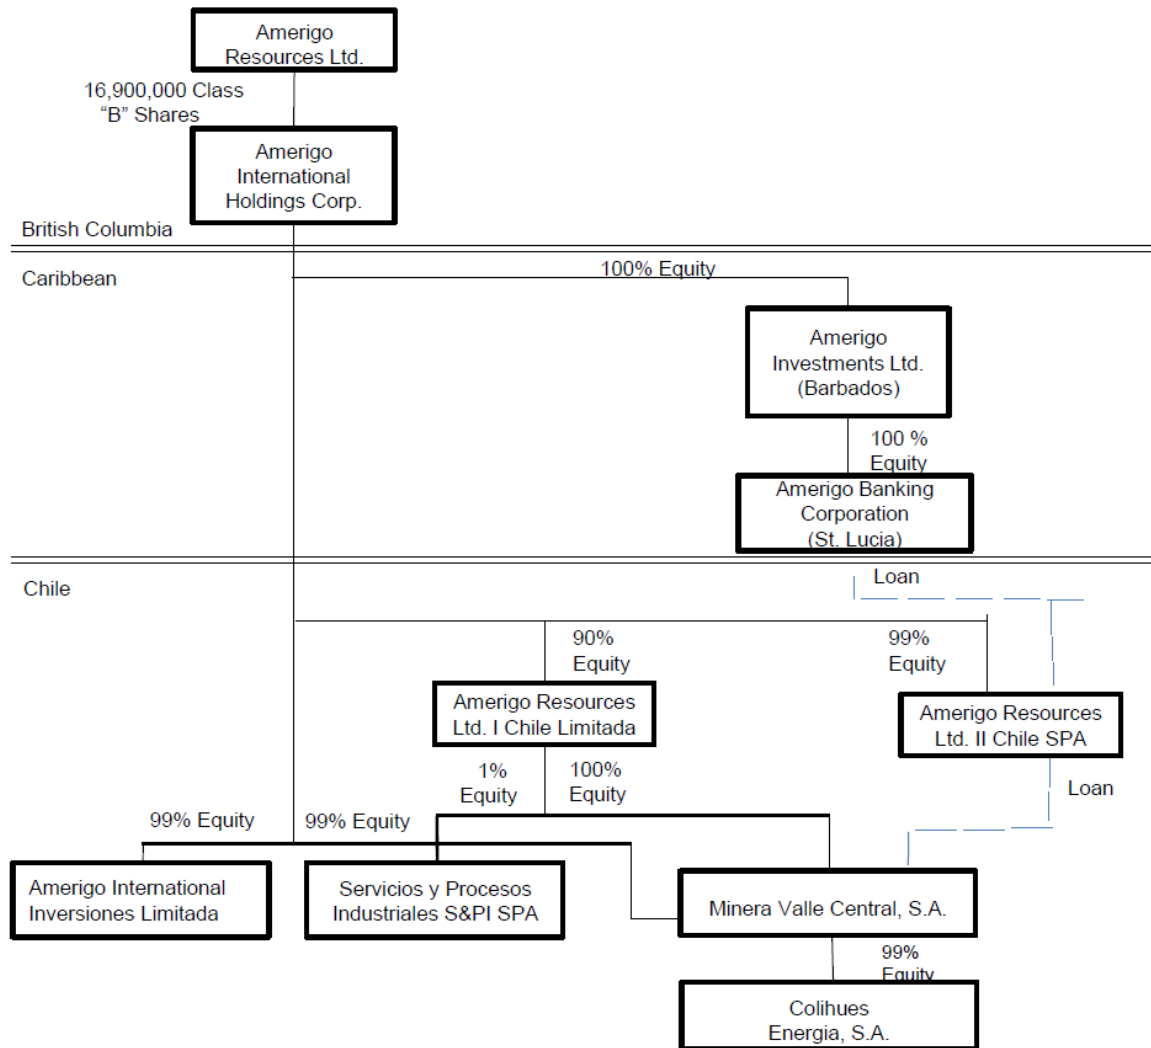 Amerigo
Resources Ltd.
16,900,000 Class
“B” Shares
Amerigo
International
Holdings Corp.
British Columbia
Caribbean
100% Equity
Amerigo
Investments Ltd.
(Barbados)
100 %
Equity
Amerigo Banking
Corporation
(St. Lucia)
Chile
Loan
90%
Equity
99%
Equity
Amerigo Resources
Ltd. I Chile Limitada
Amerigo Resources
Ltd. II Chile SPA
1%
Equity
100%
Equity
Loan
99% Equity
99% Equity
Amerigo International
Inversiones Limitada
Servicios y Procesos
Industriales S&PI SPA
Minera Valle Central, S.A.
99%
Equity
Colihues
Energia, S.A.